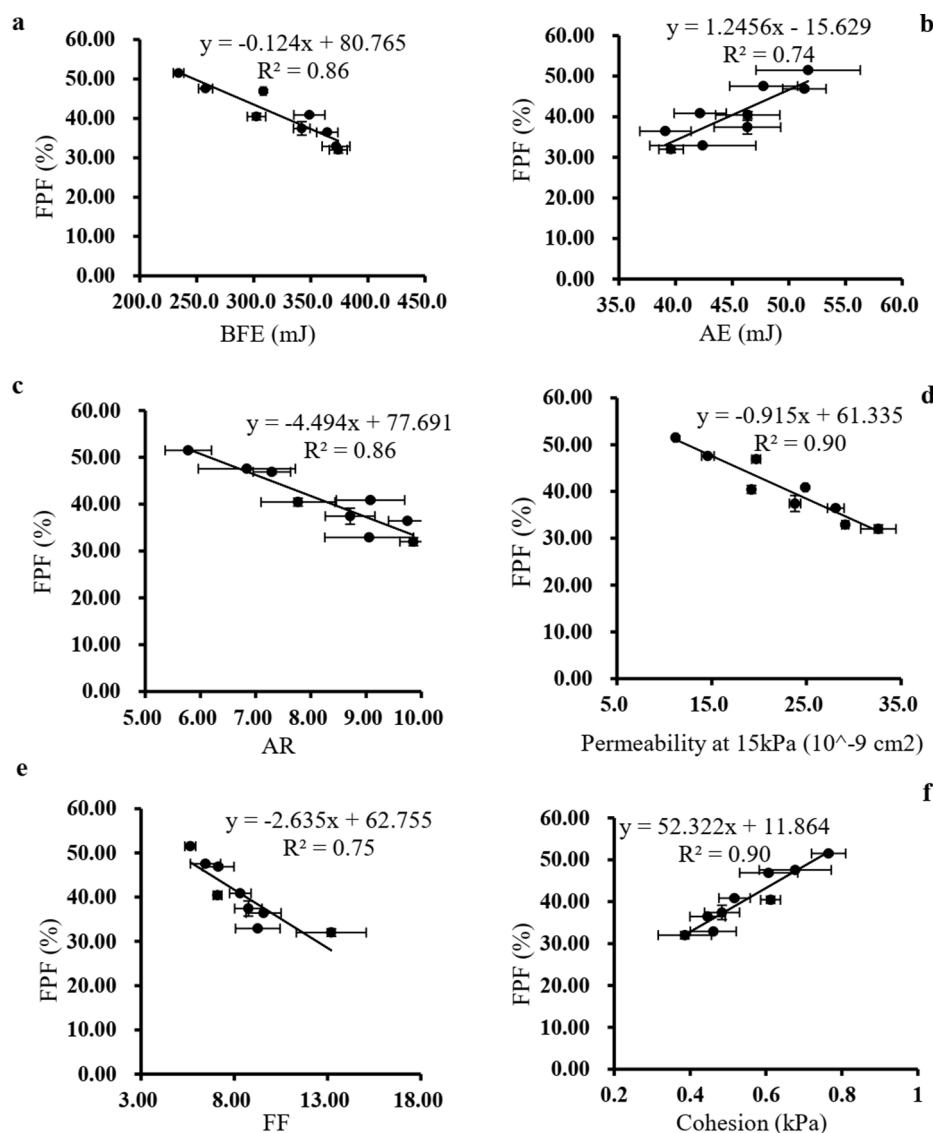 a
y = -0.124x + 80.765
R² = 0.86
60.00
50.00
40.00
30.00
20.00
10.00
0.00
FPF (%)
200.0 250.0 300.0 350.0 400.0 450.0
BFE (mJ)
b
y = 1.2456x - 15.629
R² = 0.74
60.00
50.00
40.00
30.00
20.00
10.00
0.00
FPF (%)
35.0 40.0 45.0 50.0 55.0 60.0
AE (mJ)
c
y = -4.494x + 77.691
R² = 0.86
60.00
50.00
40.00
30.00
20.00
10.00
0.00
FPF (%)
5.00 6.00 7.00 8.00 9.00 10.00
AR
d
y = -0.915x + 61.335
R² = 0.90
60.00
50.00
40.00
30.00
20.00
10.00
0.00
FPF (%)
5.0 15.0 25.0 35.0
Permeability at 15kPa (10^-9 cm2)
e
y = -2.635x + 62.755
R² = 0.75
60.00
50.00
40.00
30.00
20.00
10.00
0.00
FPF (%)
3.00 8.00 13.00 18.00
FF
f
y = 52.322x + 11.864
R² = 0.90
60.00
50.00
40.00
30.00
20.00
10.00
0.00
FPF (%)
0.2 0.4 0.6 0.8 1
Cohesion (kPa)